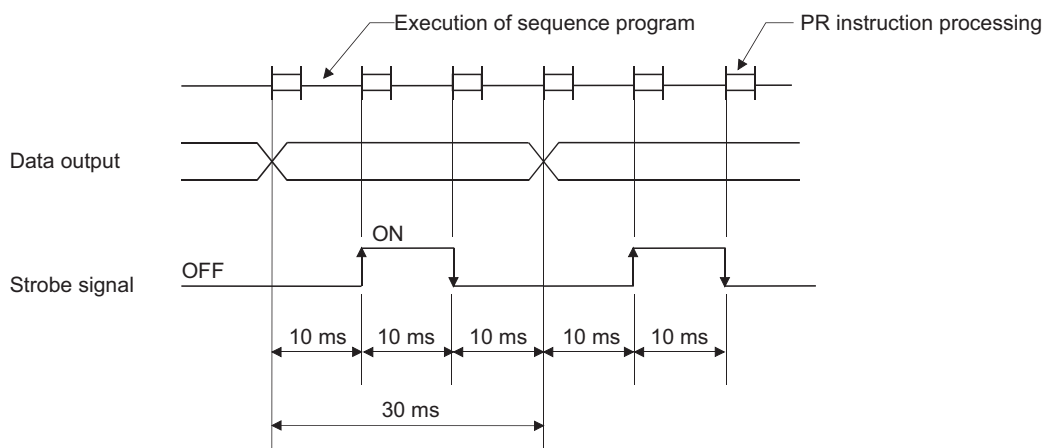 Execution of sequence program
PR instruction processing
Data output
ON
OFF
Strobe signal
10 ms 10 ms 10 ms 10 ms 10 ms
30 ms